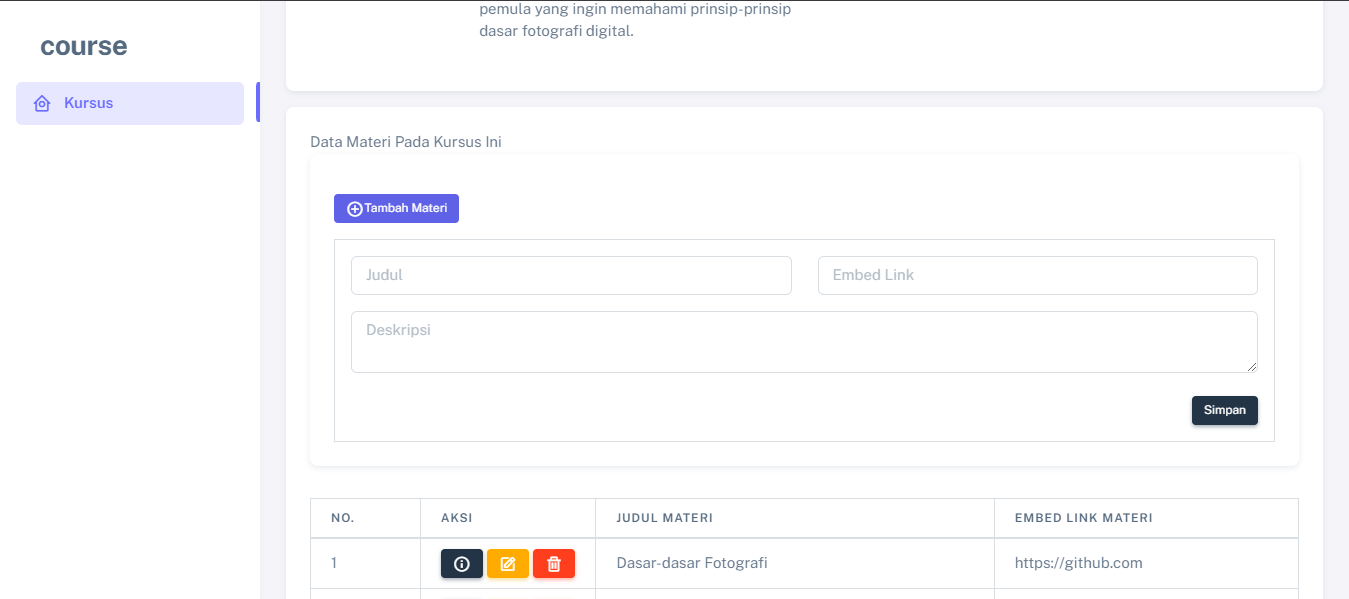 pemula yang ingin memahami prinsip-prinsip
dasar fotografi digital.
course
Kursus
Data Materi Pada Kursus Ini
Tambah Materi
Judul
Embed Link
Deskripsi
Simpan
NO. AKSI JUDUL MATERI EMBED LINK MATERI
1 Dasar-dasar Fotografi https://github.com